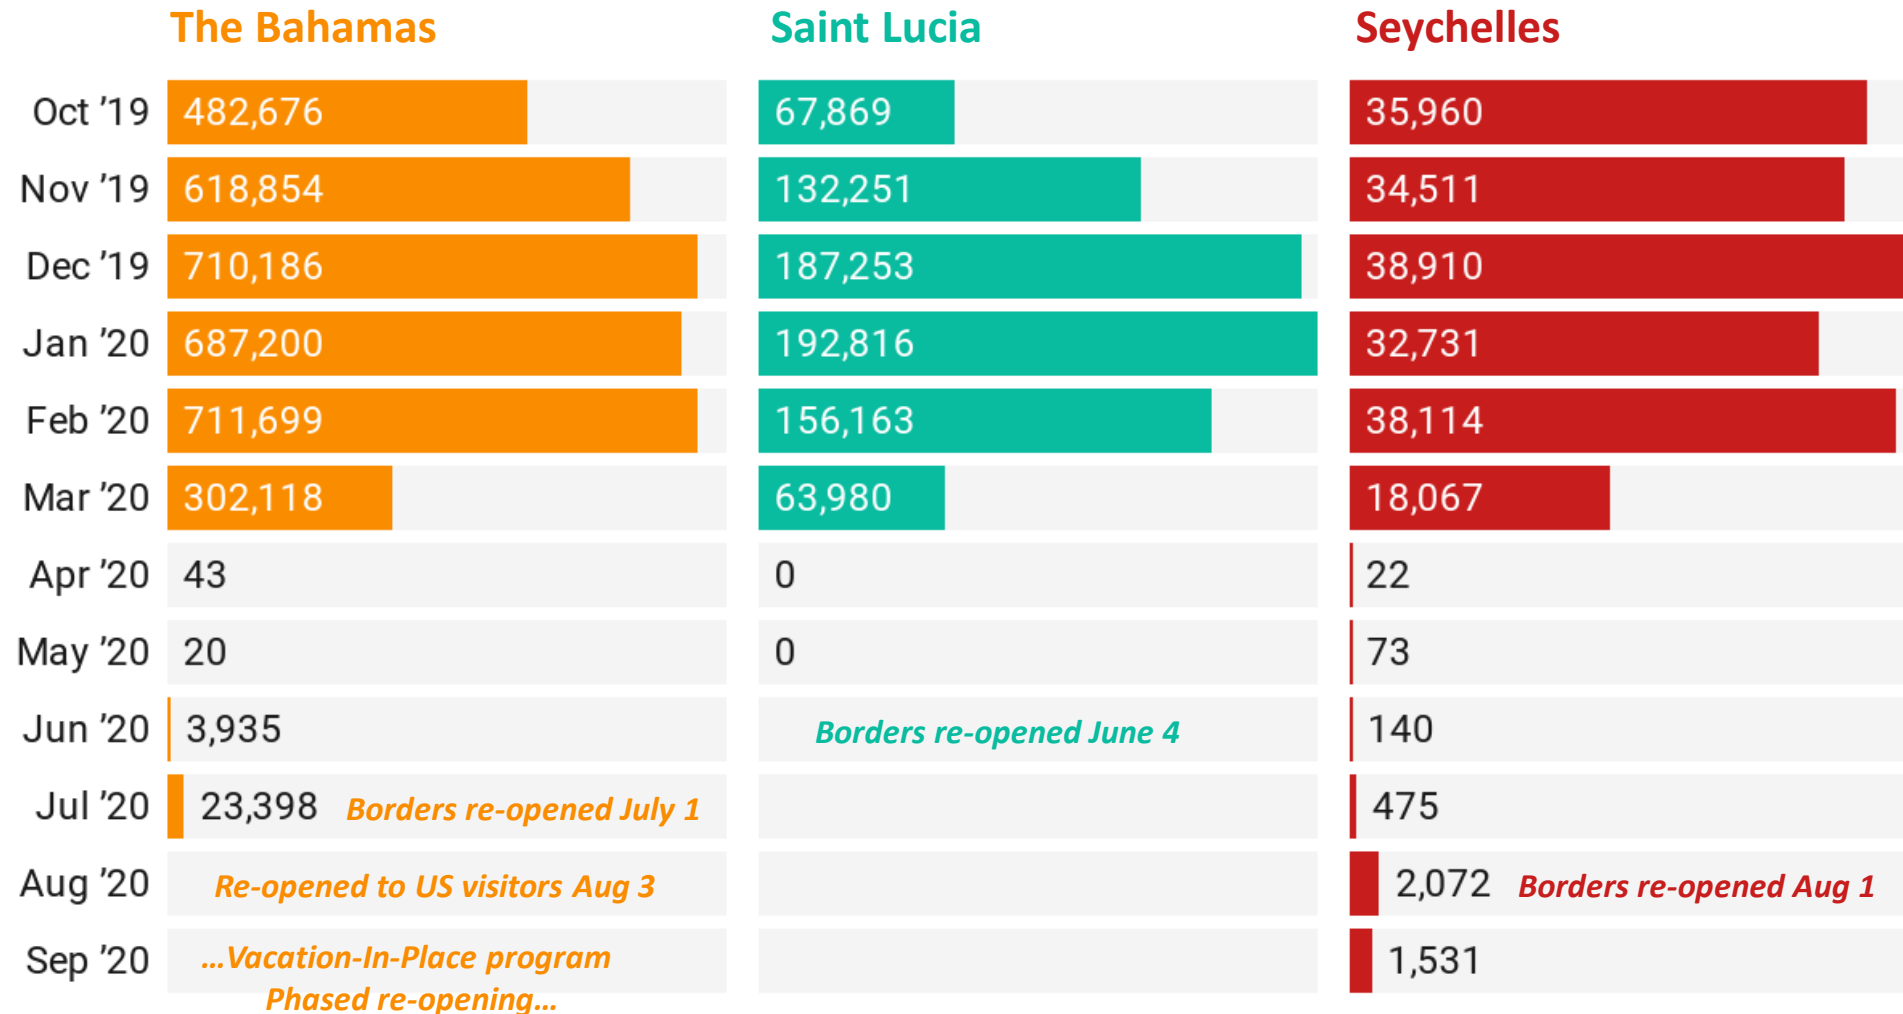 The Bahamas Saint Lucia Seychelles
Oct ’19 482,676 67,869 35,960
Nov ’19 618,854 132,251 34,511
Dec ’19 710,186 187,253 38,910
Jan ’20 687,200 192,816 32,731
Feb ’20 711,699 156,163 38,114
Mar ’20 302,118 63,980 18,067
Apr ’20 43 0 22
May ’20 20 0 73
Jun ’20 3,935 Borders re-opened June 4 140
Jul ’20 23,398 Borders re-opened July 1 475
Aug ’20 Re-opened to US visitors Aug 3 2,072 Borders re-opened Aug 1
Sep ’20 …Vacation-In-Place program 1,531
Phased re-opening…